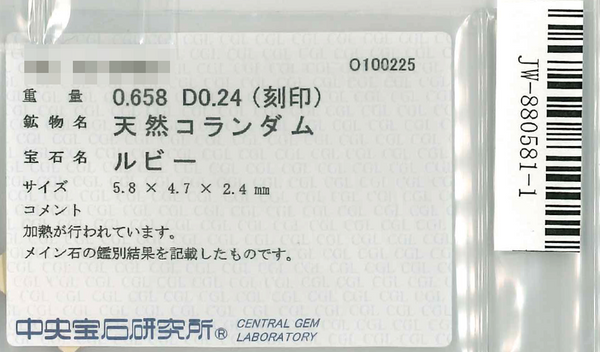 O100225
重量 0.658 D0.24 (刻印)
鉱物名 天然コランダム
宝石名 ルビー
サイズ 5.8 × 4.7 × 2.4 mm
コメント
加熱が行われています。
メイン石の鑑別結果を記載したものです。
中央宝石研究所® CENTRAL GEM LABORATORY
JW-880581-1